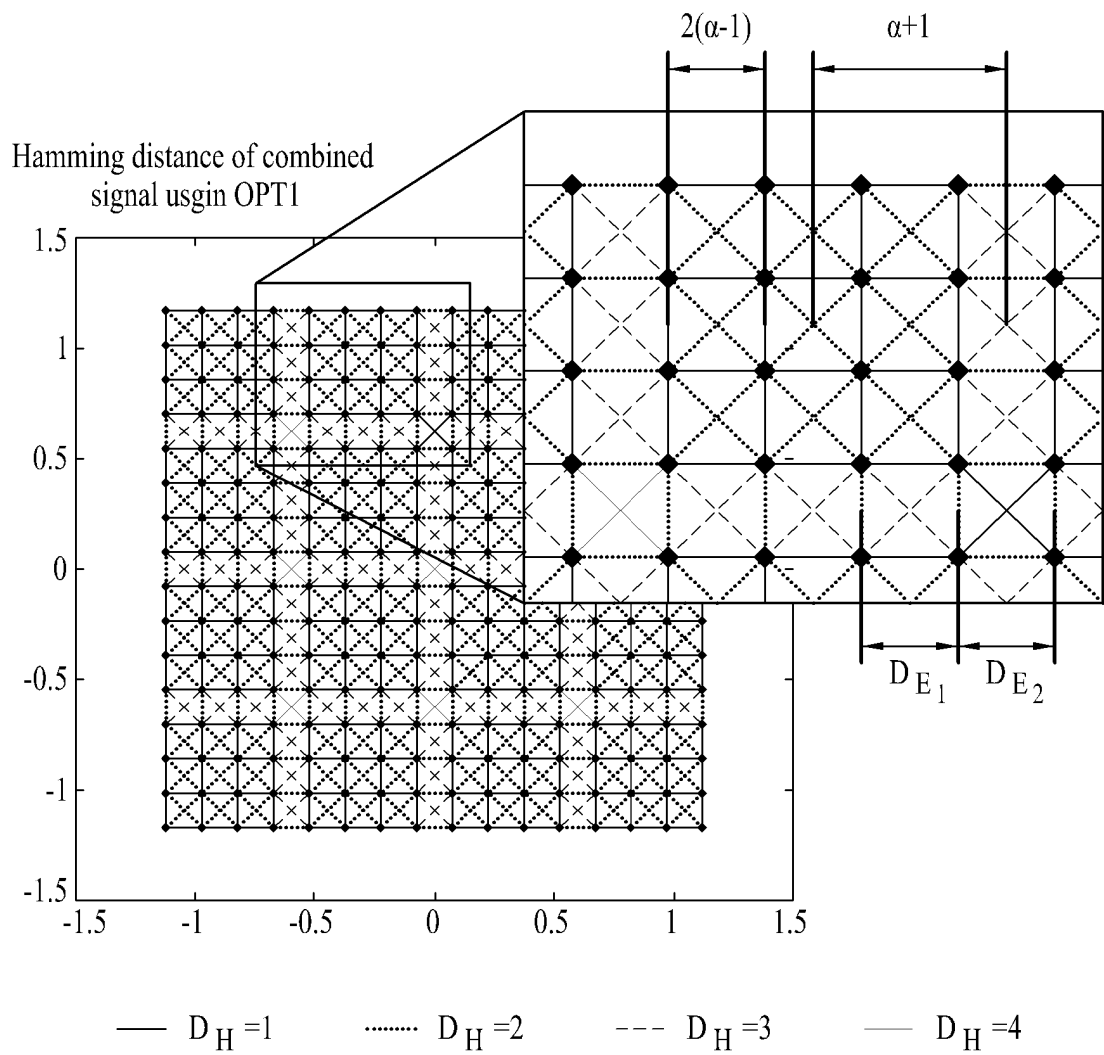 2(α-1)
α+1
Hamming distance of combined
signal usgin OPT1
1.5
1
0.5
0
-0.5
-1
-1.5
-1.5
-1
-0.5
0
0.5
1
1.5
D E1
D E2
D H =1
D H =2
D H =3
D H =4